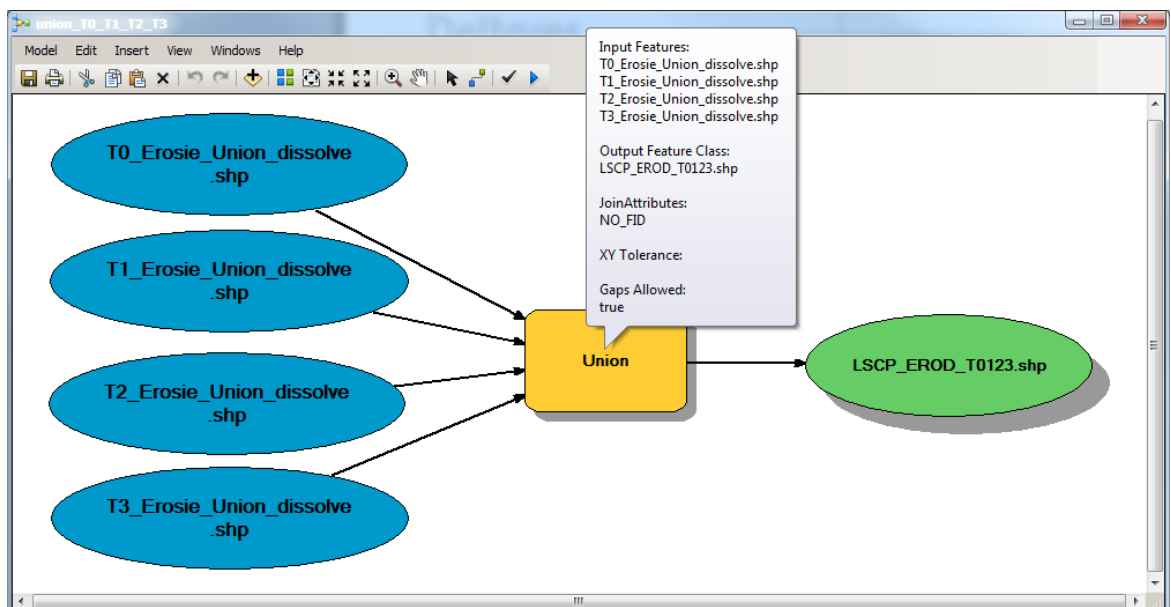 union_T0_T1_T2_T3
Model Edit Insert View Windows Help
Input Features:
T0_Erosie_Union_dissolve.shp
T1_Erosie_Union_dissolve.shp
T2_Erosie_Union_dissolve.shp
T3_Erosie_Union_dissolve.shp
Output Feature Class:
LSCP_EROD_T0123.shp
JoinAttributes:
NO_FID
XY Tolerance:
Gaps Allowed:
true
T0_Erosie_Union_dissolve
.shp
T1_Erosie_Union_dissolve
.shp
T2_Erosie_Union_dissolve
.shp
T3_Erosie_Union_dissolve
.shp
Union
LSCP_EROD_T0123.shp